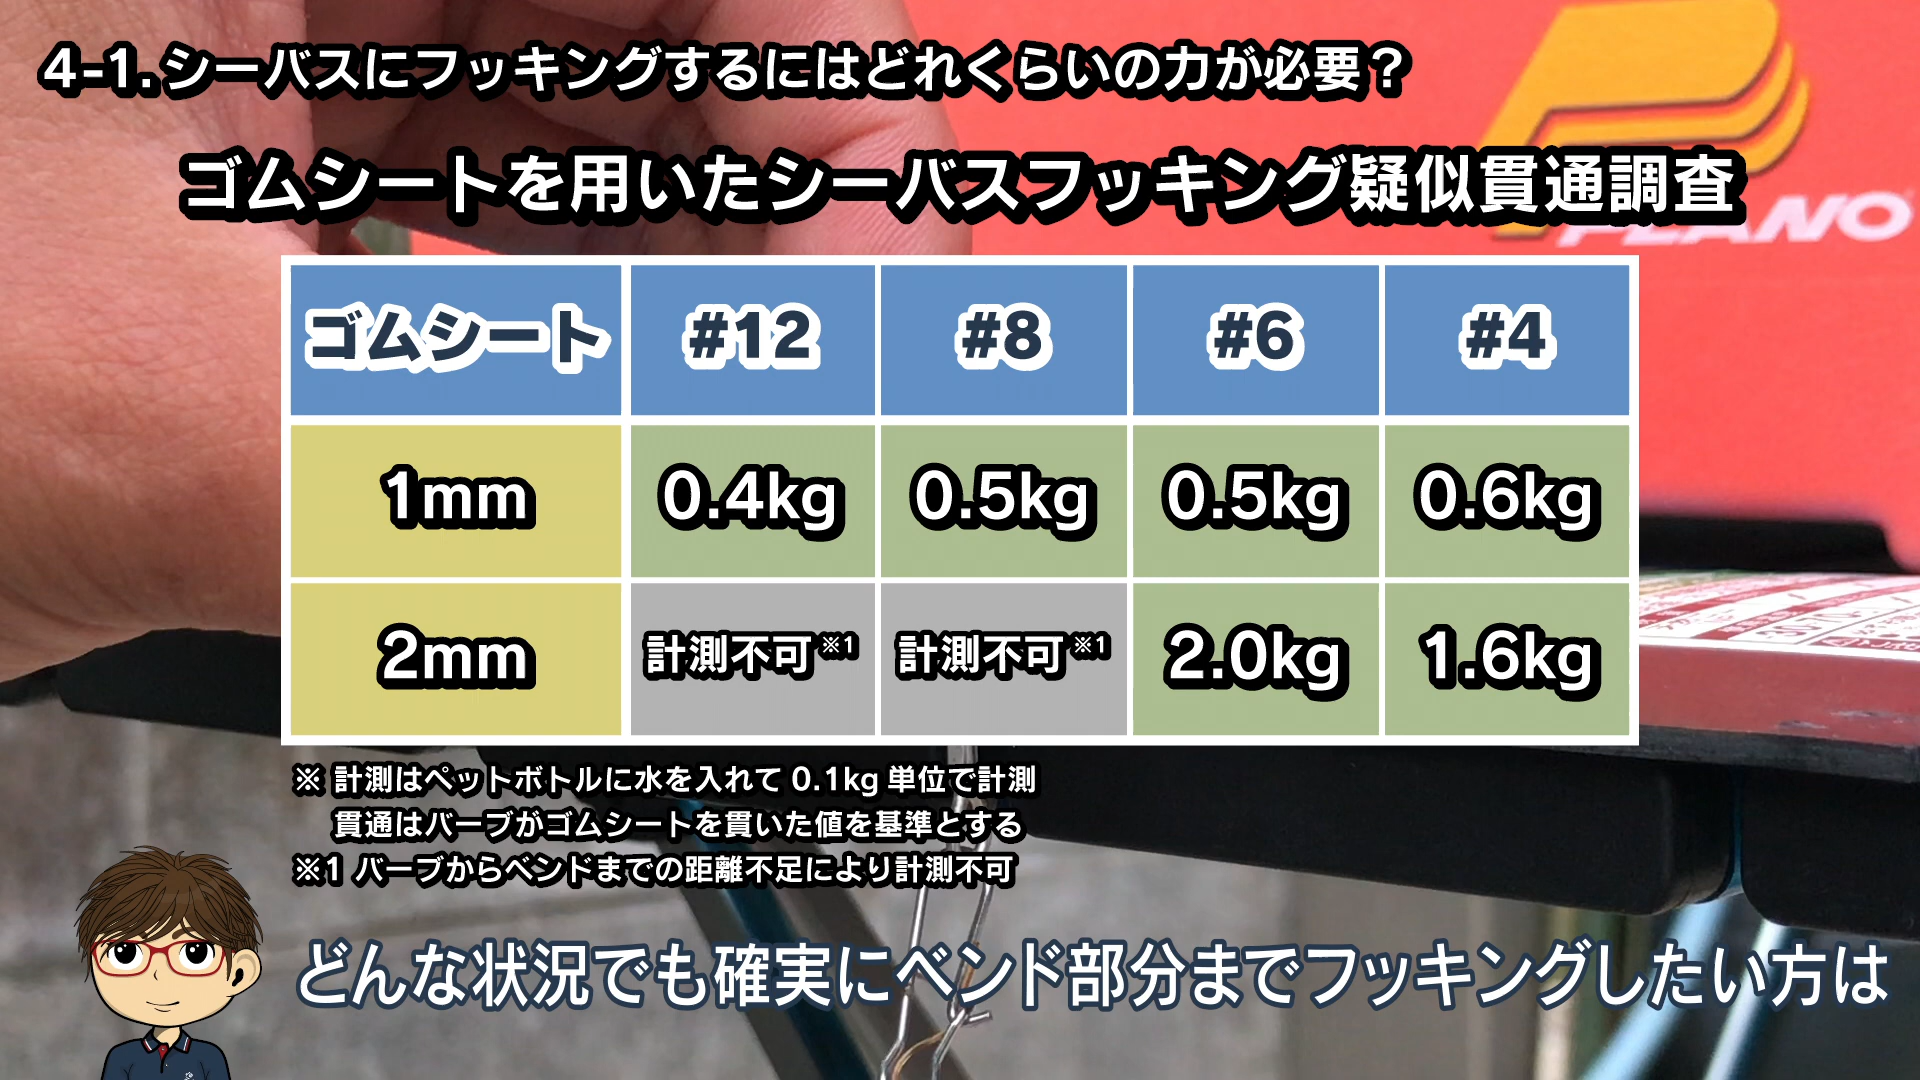 4-1.シーバスにフッキングするにはどれくらいの力が必要？
ゴムシートを用いたシーバスフッキング疑似貫通調査
PLANO
ゴムシート #12 #8 #6 #4
1mm 0.4kg 0.5kg 0.5kg 0.6kg
2mm 計測不可※1 計測不可※1 2.0kg 1.6kg
※ 計測はペットボトルに水を入れて 0.1kg 単位で計測
貫通はバーブがゴムシートを貫いた値を基準とする
※1 バーブからベンドまでの距離不足により計測不可
どんな状況でも確実にベンド部分までフッキングしたい方は